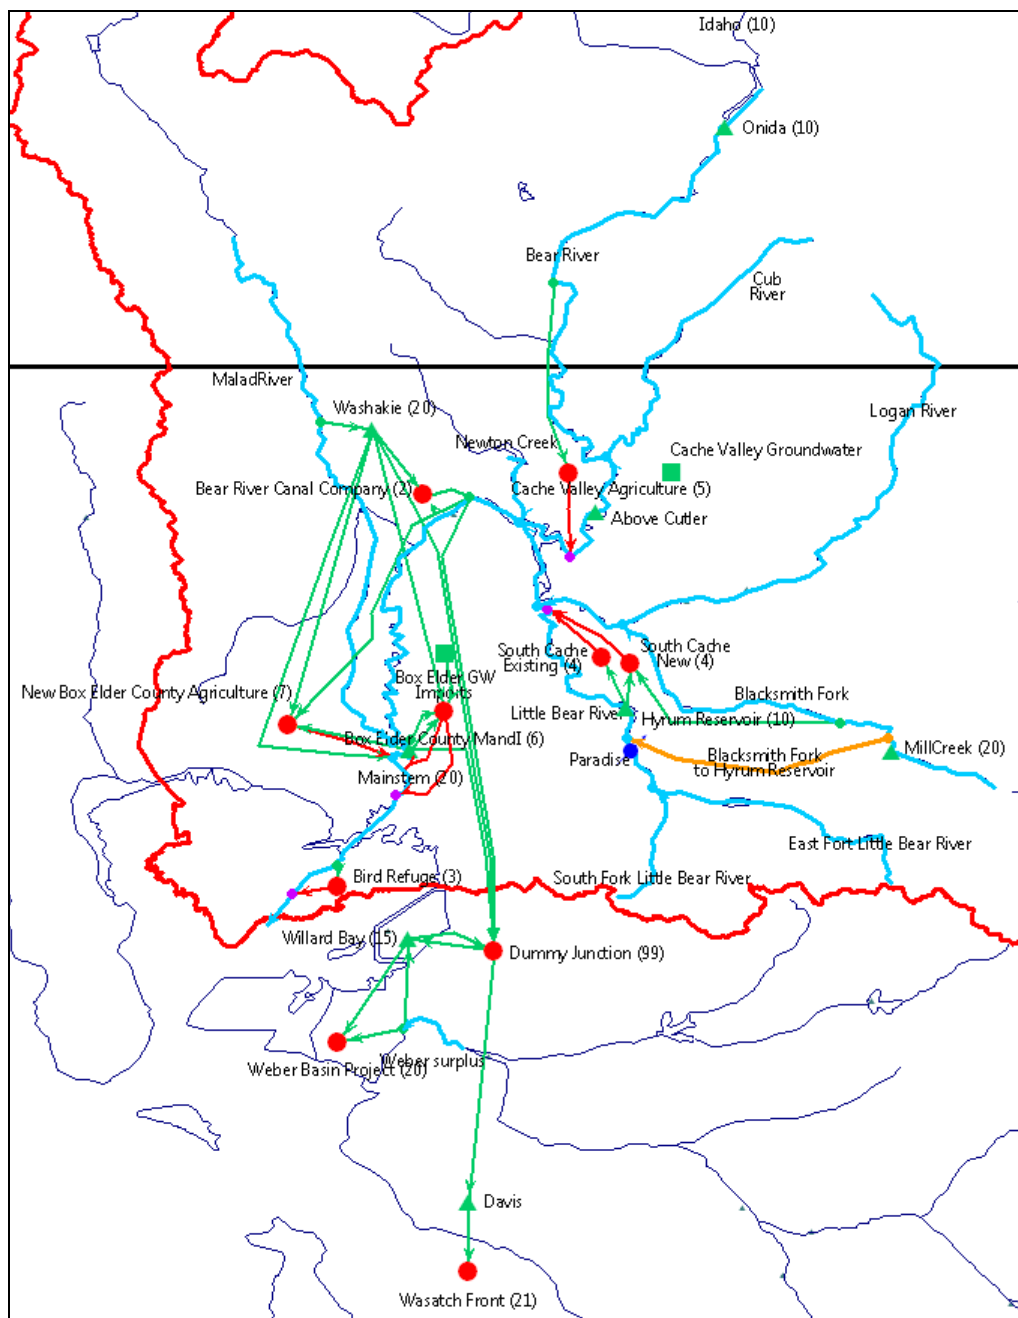 Idaho (10)
Onida (10)
Bear River
Cub
River
MaladRiver
Washakie (20)
Logan River
Newton Creek
Cache Valley Groundwater
Bear River Canal Company (2)
Cache Valley Agriculture (5)
Above Cutler
South Cache
Existing (4)
South Cache
New (4)
Box Elder GW
Imports
New Box Elder County Agriculture (7)
Blacksmith Fork
Little Bear River
Hyrum Reservoir (10)
Box Elder County MandI (6)
Paradise
Blacksmith Fork
to Hyrum Reservoir
MillCreek (20)
Mainstem (20)
East Fort Little Bear River
Bird Refuge (3)
South Fork Little Bear River
Willard Bay (15)
Dummy Junction (99)
Weber surplus
Weber Basin Project (20)
Davis
Wasatch Front (21)